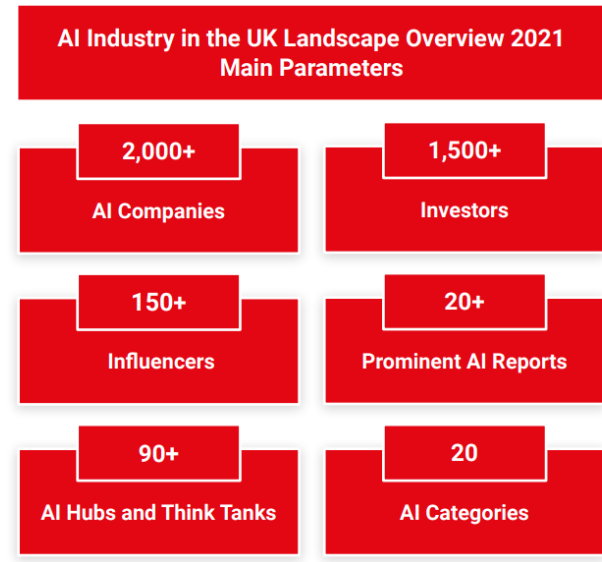 AI Industry in the UK Landscape Overview 2021
Main Parameters
2,000+
AI Companies
1,500+
Investors
150+
Influencers
20+
Prominent AI Reports
90+
AI Hubs and Think Tanks
20
AI Categories